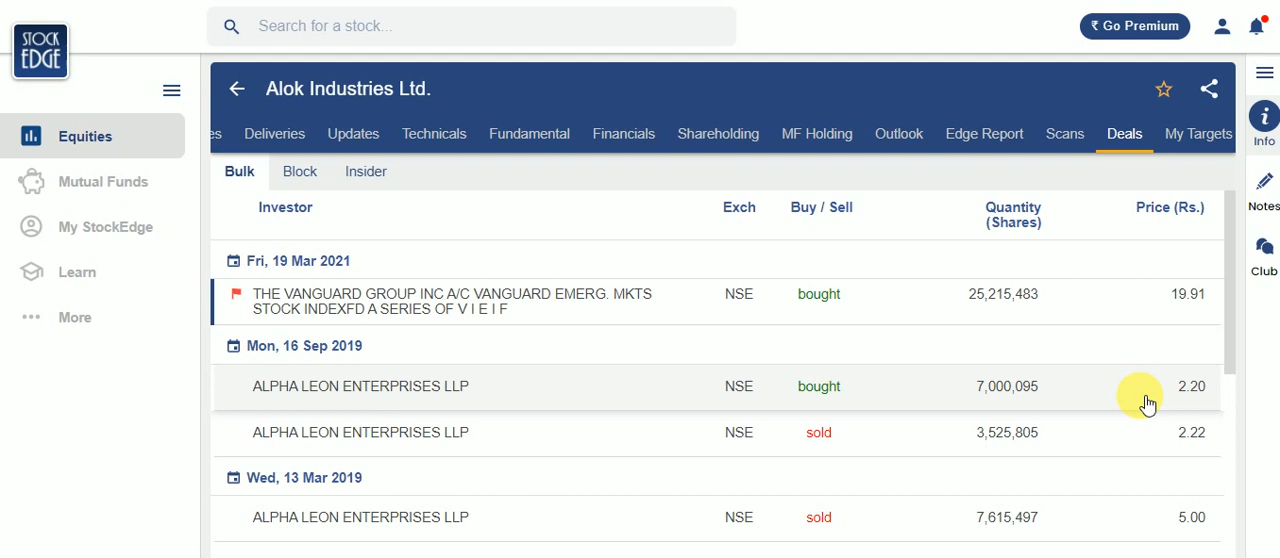 STOCK
EDGE
Search for a stock...
₹ Go Premium
Equities
Mutual Funds
My StockEdge
Learn
More
Alok Industries Ltd.
es Deliveries Updates Technicals Fundamental Financials Shareholding MF Holding Outlook Edge Report Scans Deals My Targets
Bulk Block Insider
Investor Exch Buy / Sell Quantity (Shares) Price (Rs.)
Fri, 19 Mar 2021
THE VANGUARD GROUP INC A/C VANGUARD EMERG. MKTS NSE bought 25,215,483 19.91
STOCK INDEXFD A SERIES OF V I E I F
Mon, 16 Sep 2019
ALPHA LEON ENTERPRISES LLP NSE bought 7,000,095 2.20
ALPHA LEON ENTERPRISES LLP NSE sold 3,525,805 2.22
Wed, 13 Mar 2019
ALPHA LEON ENTERPRISES LLP NSE sold 7,615,497 5.00
i
Info
Notes
Club